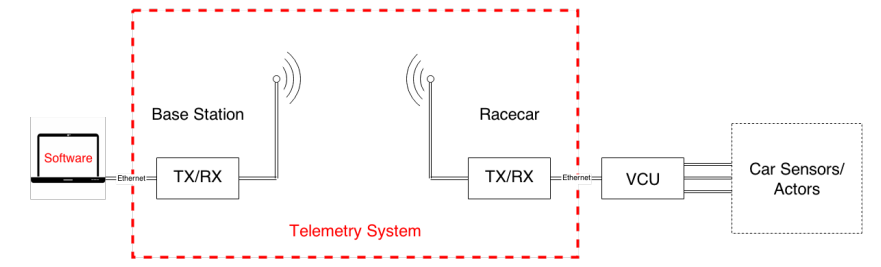 Base Station
Racecar
Software
Ethernet
TX/RX
TX/RX
Ethernet
VCU
Car Sensors/
Actors
Telemetry System